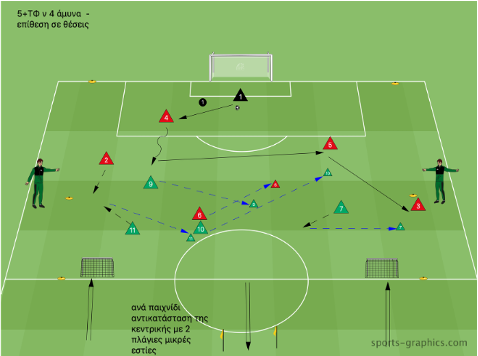 5+ΤΦ ν 4 άμυνα -
επίθεση σε θέσεις
1
1
4
5
2
9
8
3
6
7
11
10
ανά παιχνίδι
αντικατάσταση της
κεντρικής με 2
πλάγιες μικρές
εστίες
sports-graphics.com